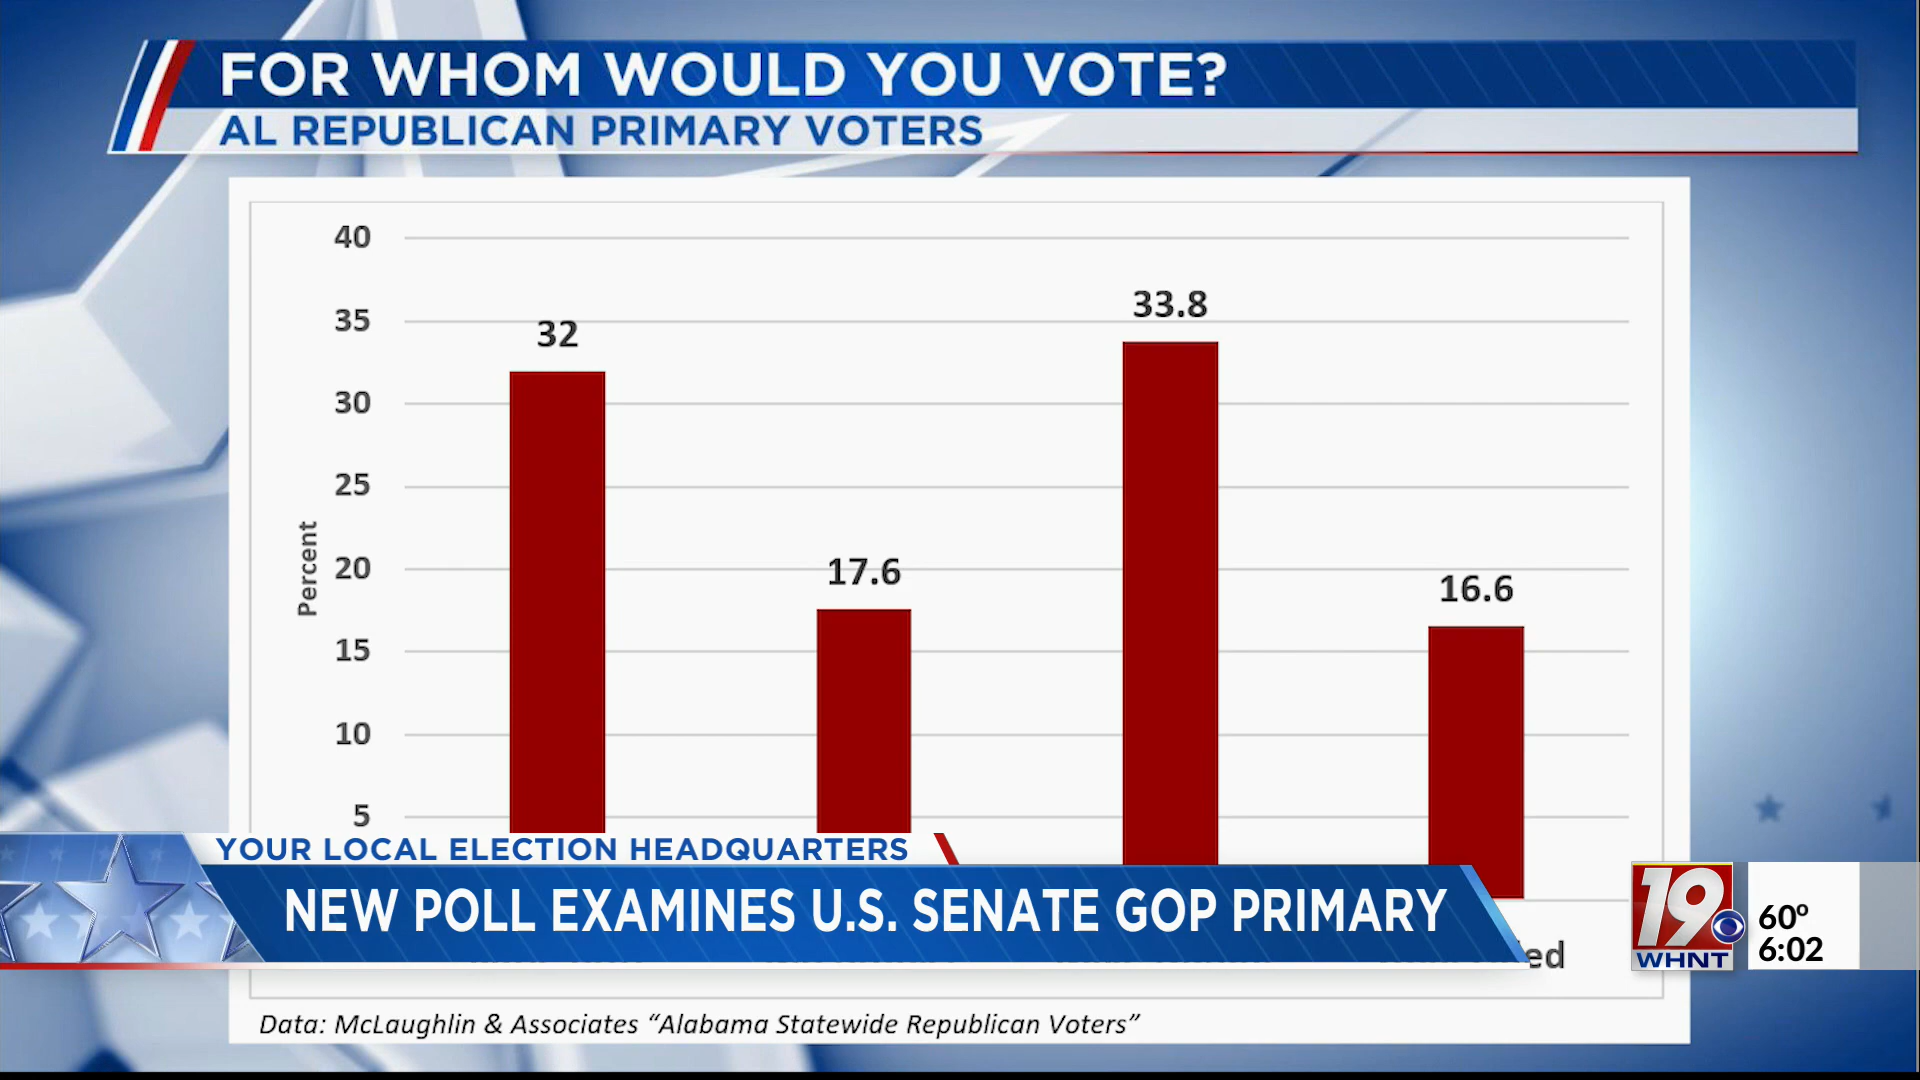 FOR WHOM WOULD YOU VOTE?
AL REPUBLICAN PRIMARY VOTERS
40
35
30
25
20
15
10
5
Percent
32
17.6
33.8
16.6
YOUR LOCAL ELECTION HEADQUARTERS
NEW POLL EXAMINES U.S. SENATE GOP PRIMARY
19
WHNT
60º
6:02
Data: McLaughlin & Associates “Alabama Statewide Republican Voters”